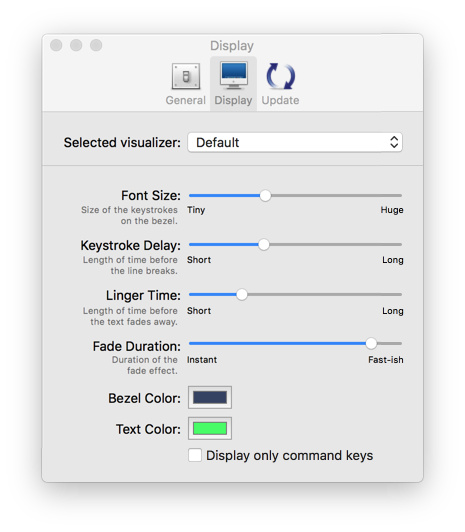 Display
General Display Update
Selected visualizer: Default
Font Size:
Size of the keystrokes
on the bezel.
Tiny Huge
Keystroke Delay:
Length of time before
the line breaks.
Short Long
Linger Time:
Length of time before
the text fades away.
Short Long
Fade Duration:
Duration of the
fade effect.
Instant Fast-ish
Bezel Color:
Text Color:
Display only command keys